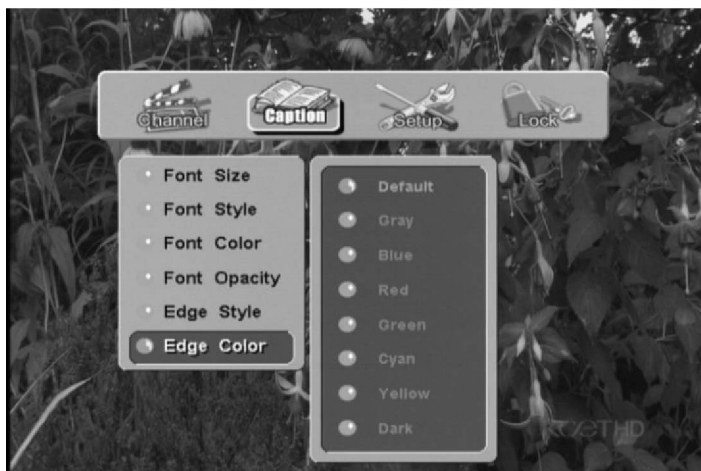 Channel Caption Setup Lock
Font Size
Font Style
Font Color
Font Opacity
Edge Style
Edge Color
Default
Gray
Blue
Red
Green
Cyan
Yellow
Dark
KCETHD